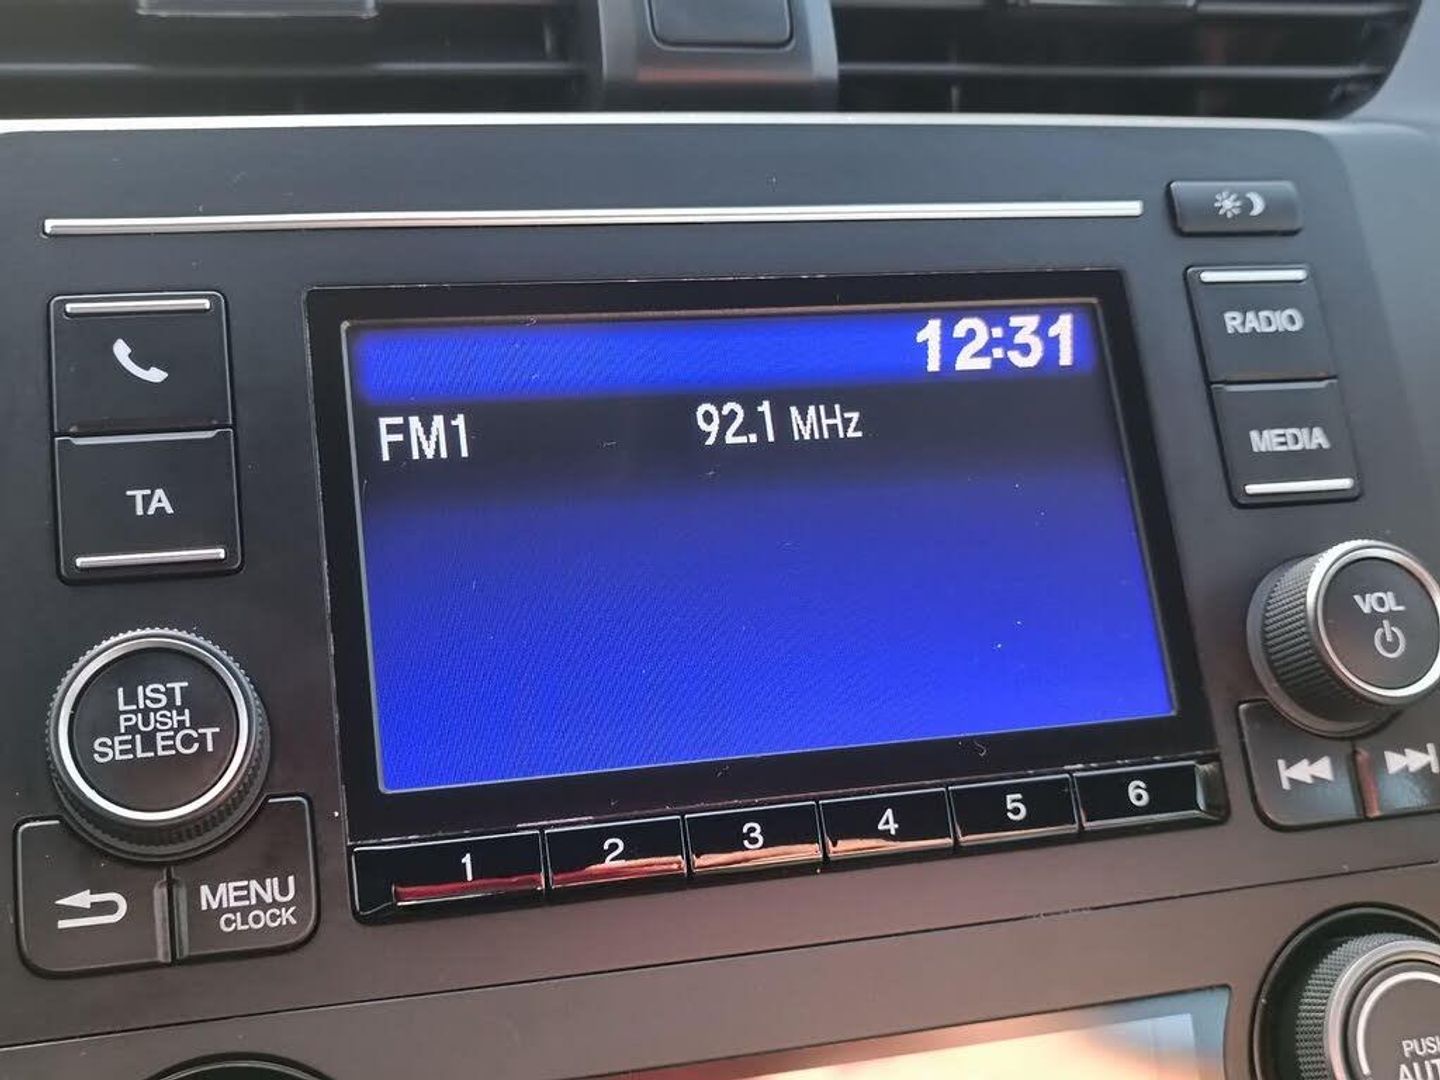 12:31
FM1 92.1 MHz
RADIO
MEDIA
TA
VOL
LIST
PUSH
SELECT
1 2 3 4 5 6
MENU
CLOCK